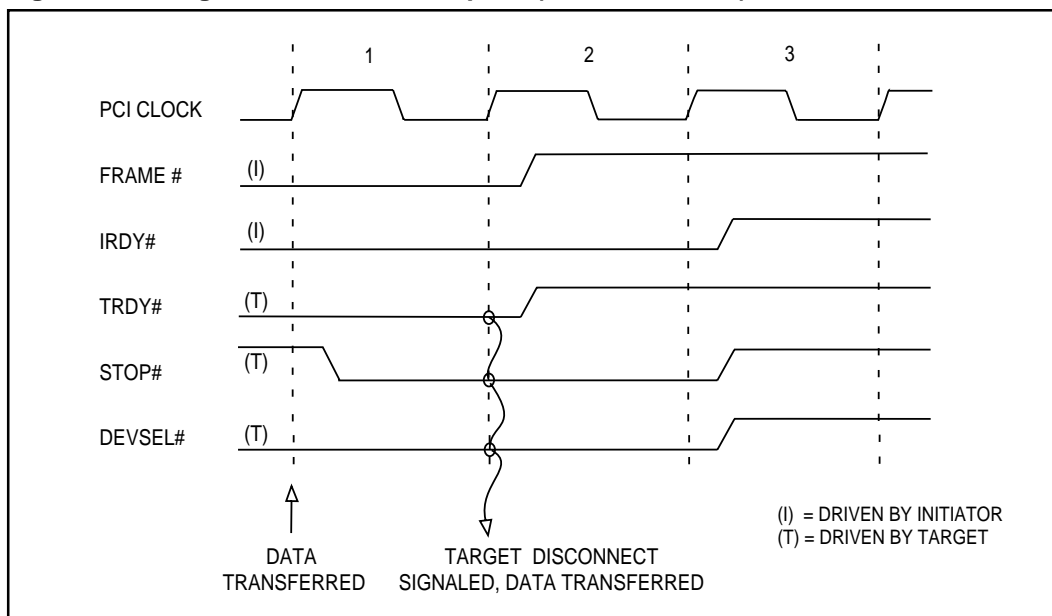 1 2 3
PCI CLOCK
FRAME # (I)
IRDY# (I)
TRDY# (T)
STOP# (T)
DEVSEL# (T)
DATA
TRANSFERRED
TARGET DISCONNECT
SIGNALED, DATA TRANSFERRED
(I) = DRIVEN BY INITIATOR
(T) = DRIVEN BY TARGET